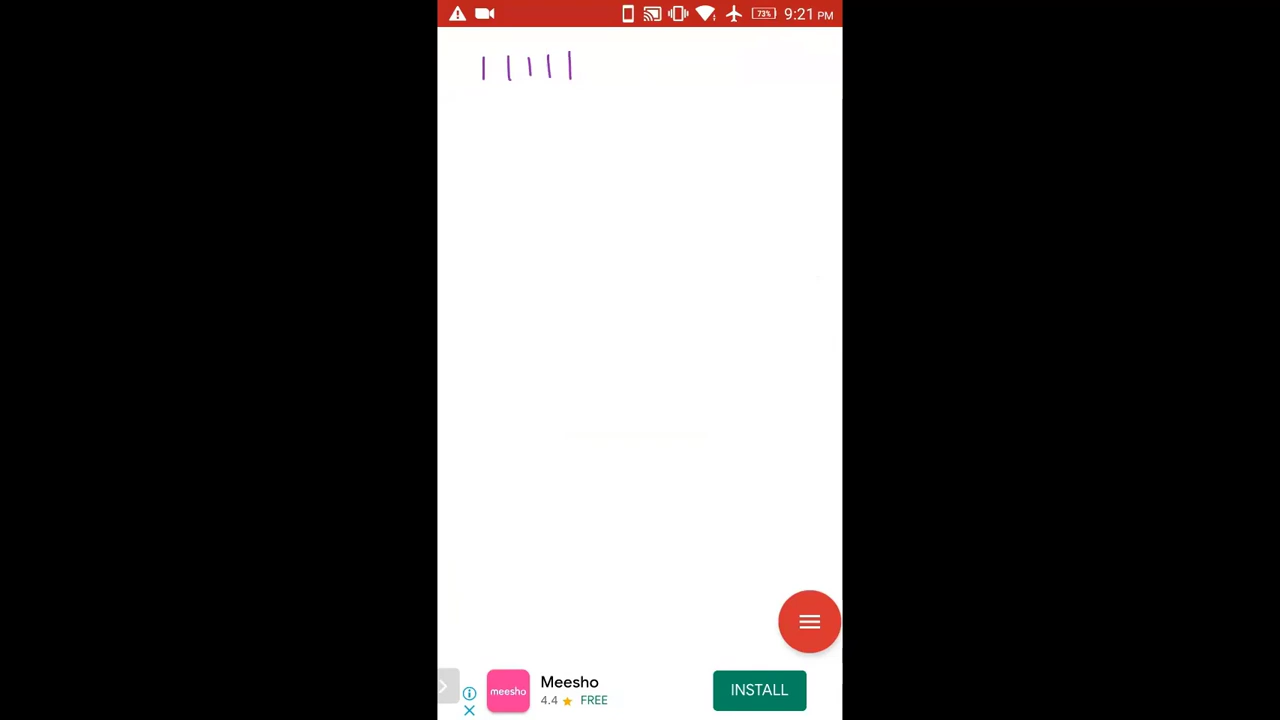 73% 9:21 PM
| | | | |
meesho
Meesho
4.4 ★ FREE
INSTALL